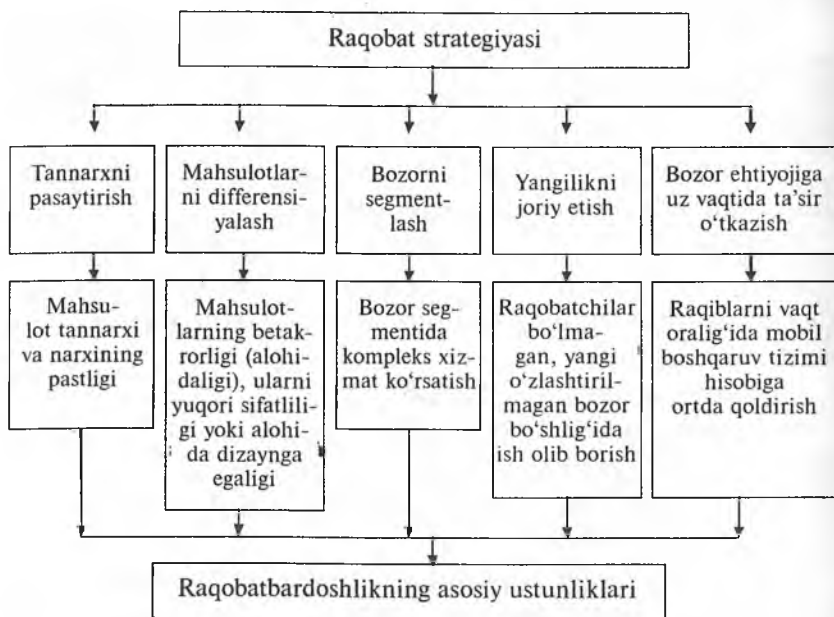 Raqobat strategiyasi
Tannarxni
pasaytirish
Mahsulotlar-
ni differensi-
yalash
Bozorni
segment-
lash
Yangilikni
joriy etish
Bozor ehtiyojiga
uz vaqtida ta’sir
o‘tkazish
Mahsu-
lot tannarxi
va narxining
pastligi
Mahsulot-
larning betak-
rorligi (alohi-
daligi), ularni
yuqori sifatlili-
gi yoki alohi-
da dizaynga
egaligi
Bozor seg-
mentida
kompleks xiz-
mat ko‘rsatish
Raqobatchilar
bo‘lma-
gan, yangi
o‘zlashtiril-
magan bozor
bo‘shlig‘ida
ish olib borish
Raqiblarni vaqt
oralig‘ida mobil
boshqaruv tizimi
hisobiga
ortda qoldirish
Raqobatbardoshlikning asosiy ustunliklari